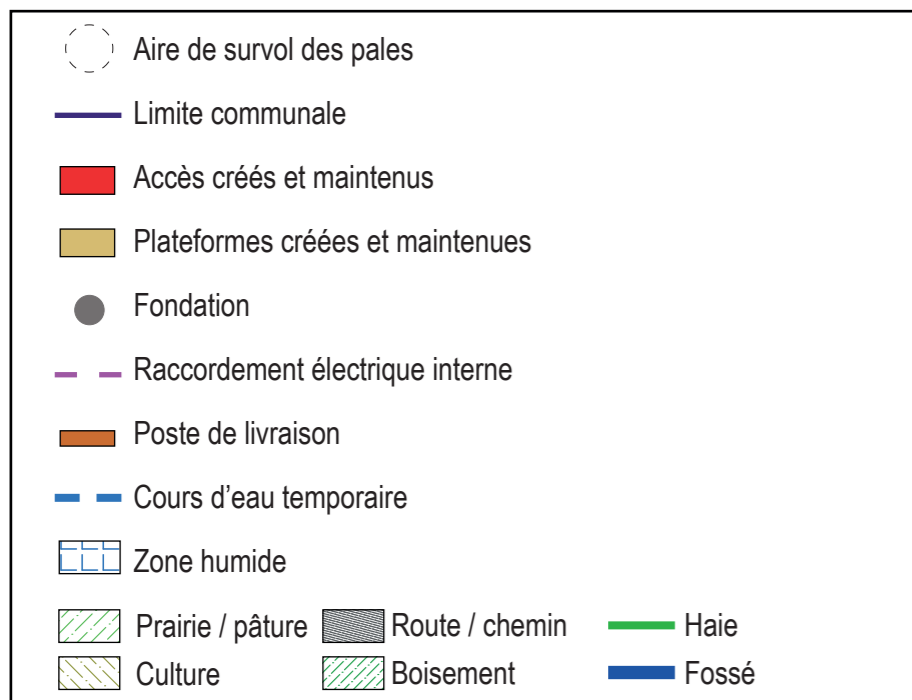 Aire de survol des pales
Limite communale
Accès créés et maintenus
Plateformes créées et maintenues
Fondation
Raccordement électrique interne
Poste de livraison
Cours d’eau temporaire
Zone humide
Prairie / pâture Route / chemin Haie
Culture Boisement Fossé